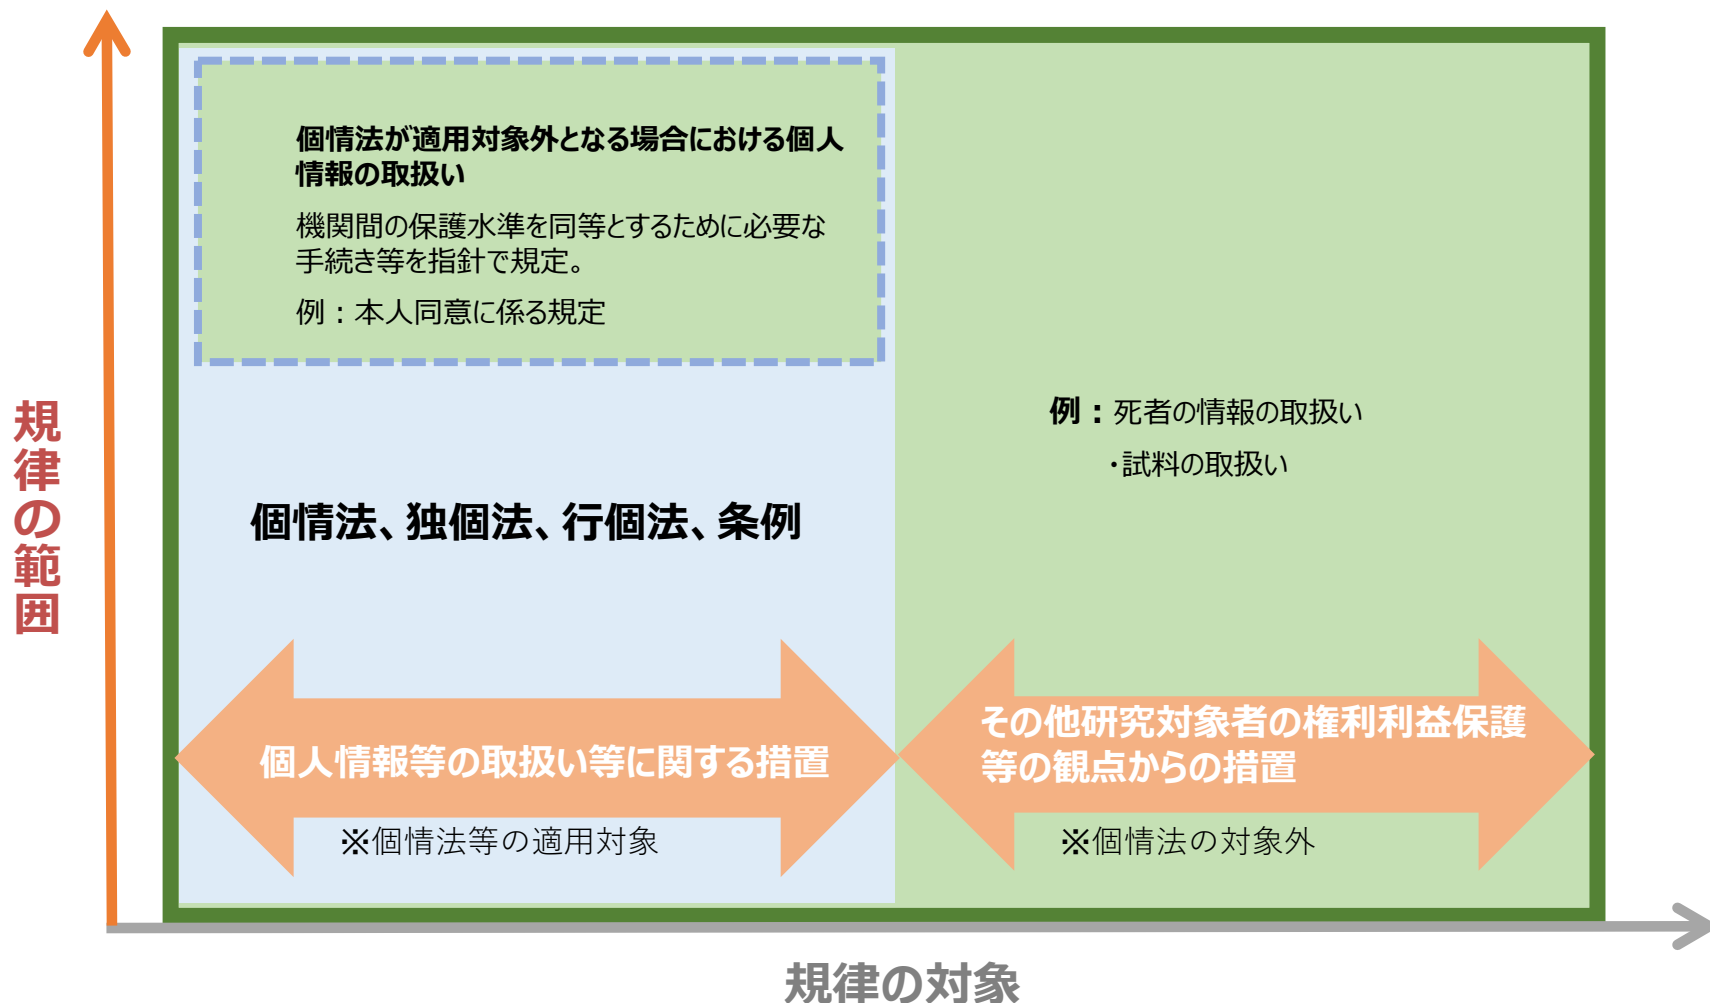 個情法が適用対象外となる場合における個人
情報の取扱い
機関間の保護水準を同等とするために必要な
手続き等を指針で規定。
例：本人同意に係る規定
例：死者の情報の取扱い
・試料の取扱い
規律の範囲
個情法、独個法、行個法、条例
個人情報等の取扱い等に関する措置
※個情法等の適用対象
その他研究対象者の権利利益保護
等の観点からの措置
※個情法の対象外
規律の対象